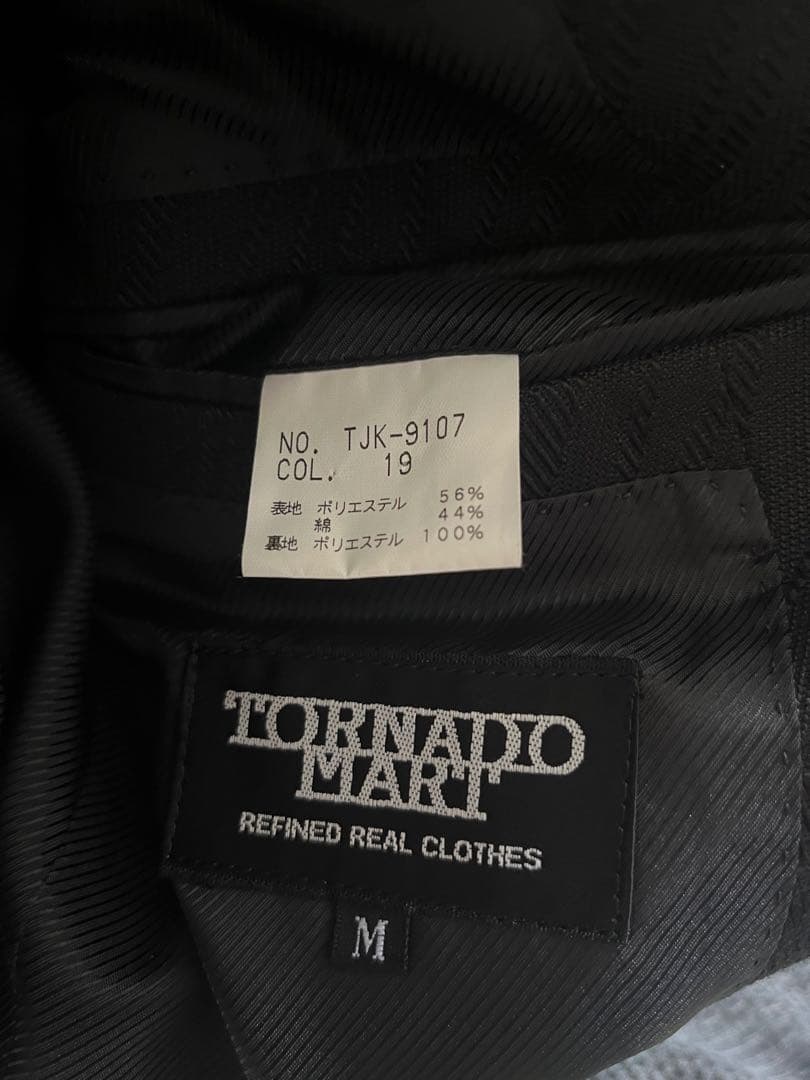 NO. TJK-9107
COL. 19
表地 ポリエステル 56%
綿 44%
裏地 ポリエステル 100%
TORNADO
MART
REFINED REAL CLOTHES
M